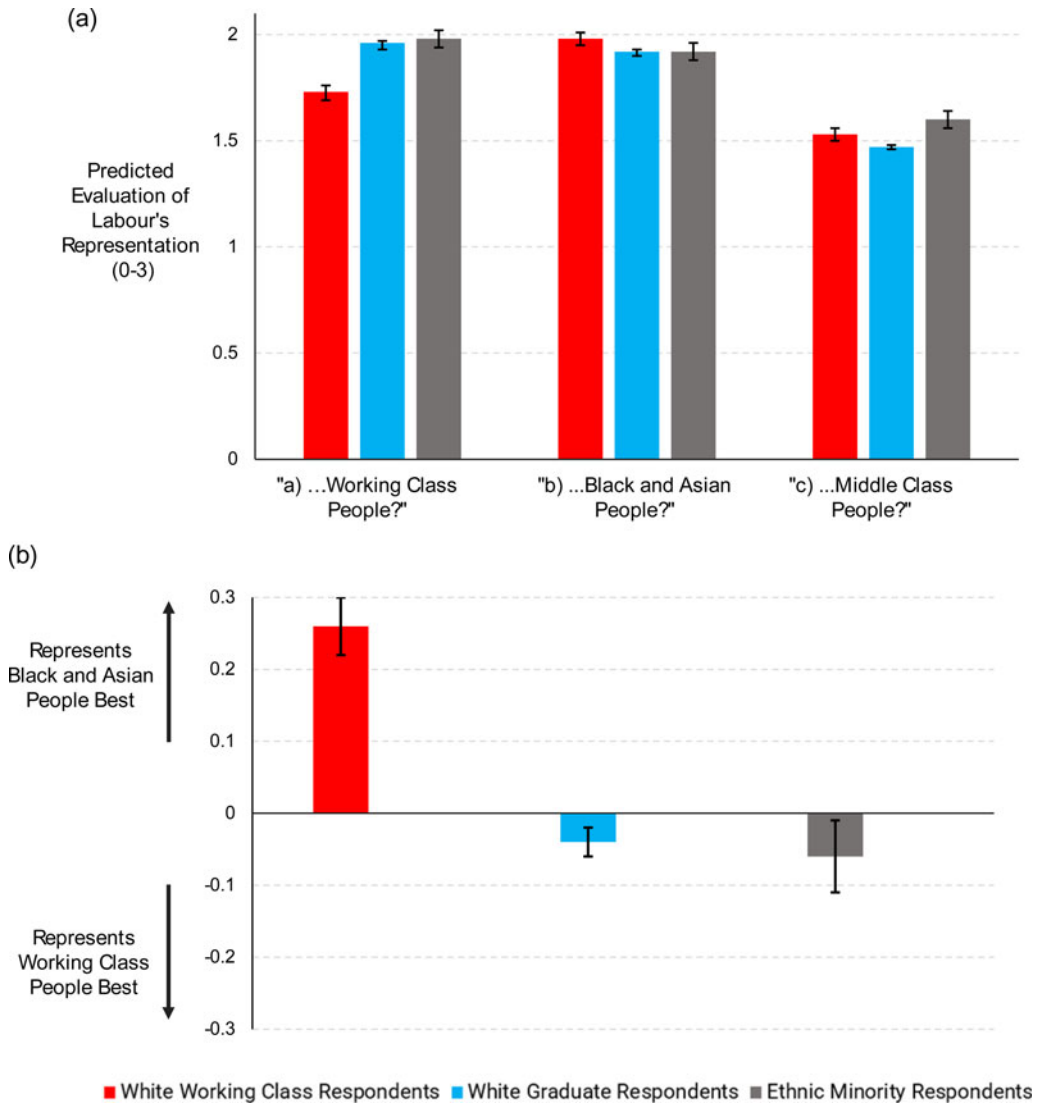 (a)
Predicted
Evaluation of
Labour's
Representation
(0-3)
2
1.5
1
0.5
0
"a) …Working Class
People?"
"b) ...Black and Asian
People?"
"c) ...Middle Class
People?"
(b)
Represents
Black and Asian
People Best
Represents
Working Class
People Best
0.3
0.2
0.1
0
-0.1
-0.2
-0.3
White Working Class Respondents
White Graduate Respondents
Ethnic Minority Respondents